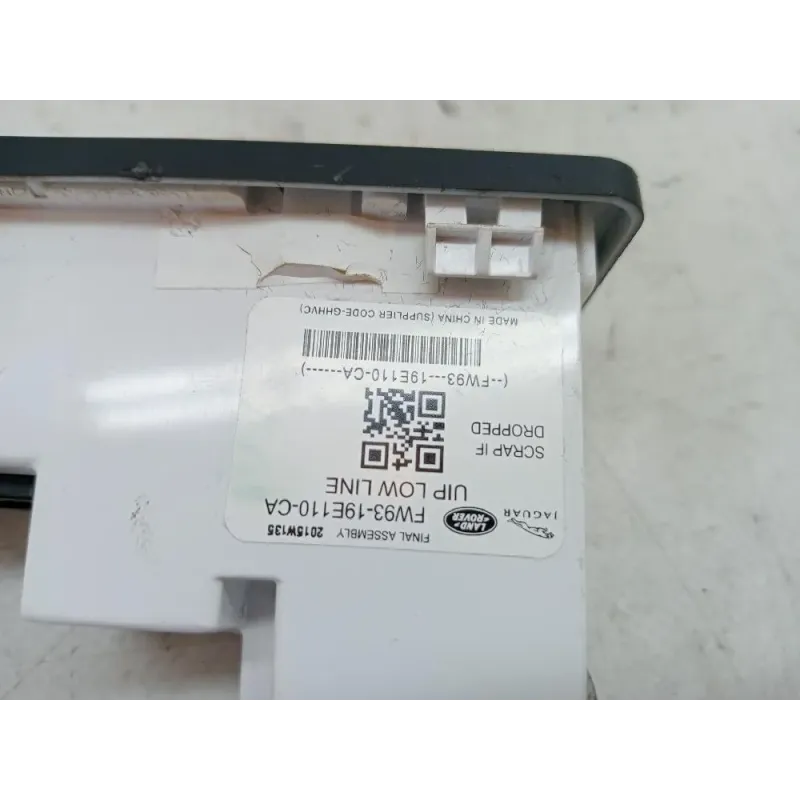 JAGUAR
LAND ROVER
FINAL ASSEMBLY 2015W135
FW93-19E110-CA
UIP LOW LINE
SCRAP IF
DROPPED
(--FW93---19E110-CA------)
MADE IN CHINA (SUPPLIER CODE-GHHVC)